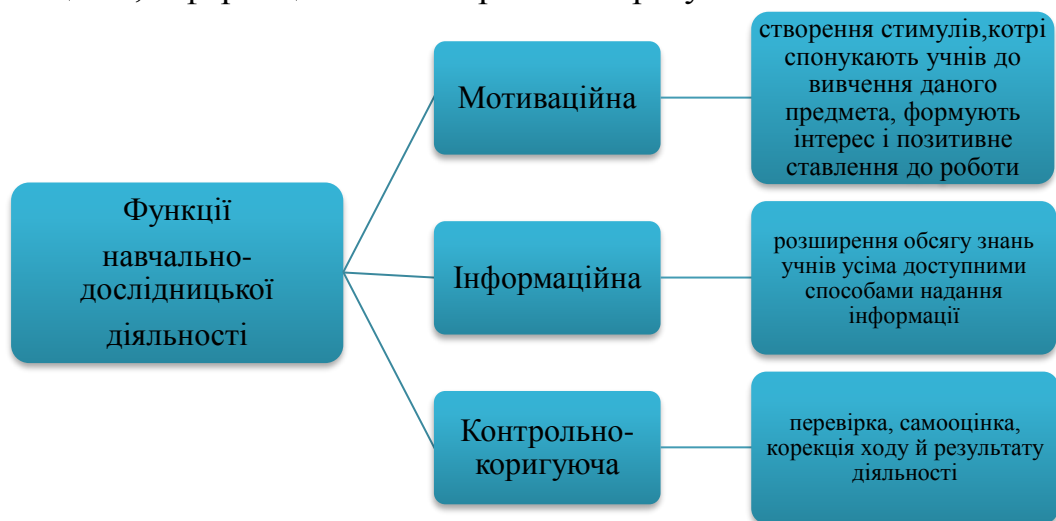 Функції
навчально-
дослідницької
діяльності
Мотиваційна
створення стимулів,котрі
спонукають учнів до
вивчення даного
предмета, формують
інтерес і позитивне
ставлення до роботи
Інформаційна
розширення обсягу знань
учнів усіма доступними
способами надання
інформації
Контрольно-
коригуюча
перевірка, самооцінка,
корекція ходу й результату
діяльності